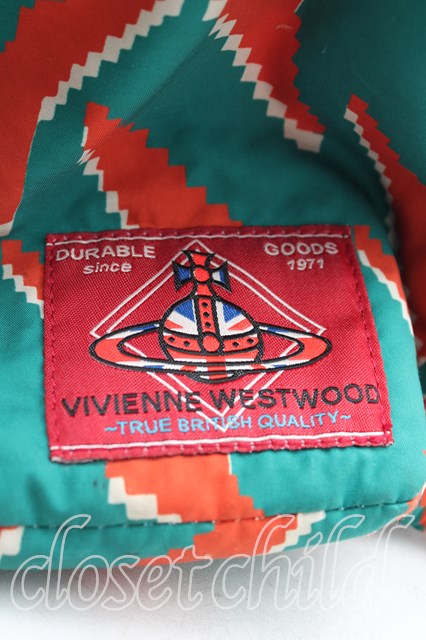 DURABLE GOODS
since 1971
VIVIENNE WESTWOOD
~TRUE BRITISH QUALITY~
closet child